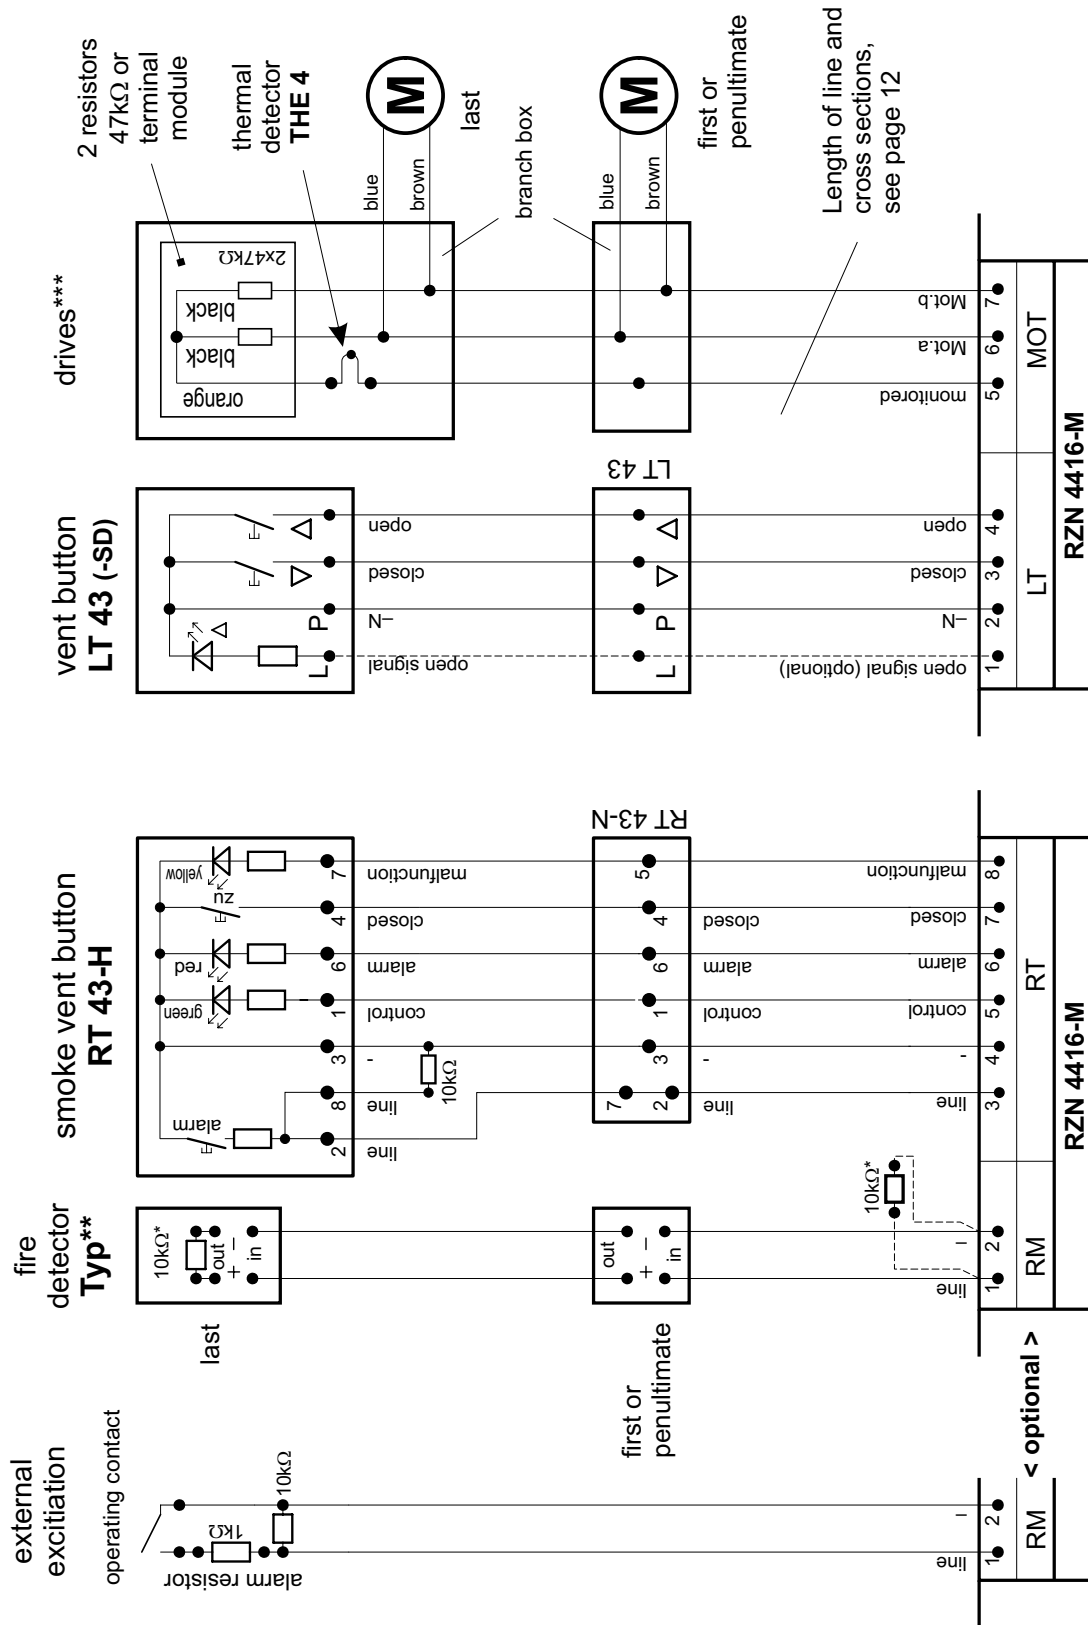 external
excitiation
operating contact
1kΩ
10kΩ
alarm resistor
line
–
1
2
RM
< optional >
fire
detector
Typ**
10kΩ*
out
+ –
in
last
out
+ –
in
first or
penultimate
10kΩ*
line
–
1
2
RM
smoke vent button
RT 43-H
alarm
green
red
zu
yellow
2
8
3
1
6
4
7
line
line
-
control
alarm
closed
malfunction
10kΩ
RT 43-N
7
2
3
1
6
4
5
line
-
control
alarm
closed
line
-
control
alarm
closed
malfunction
3
4
5
6
7
8
RT
RZN 4416-M
vent button
LT 43 (-SD)
L
P
open signal
–N
closed
open
LT 43
L
P
open signal (optional)
–N
closed
open
1
2
3
4
LT
drives***
2 resistors
47kΩ or
terminal
module
orange
black
black
2x47kΩ
thermal
detector
THE 4
blue
brown
M
last
branch box
blue
brown
M
first or
penultimate
Length of line and
cross sections,
see page 12
monitored
Mot.a
Mot.b
5
6
7
MOT
RZN 4416-M